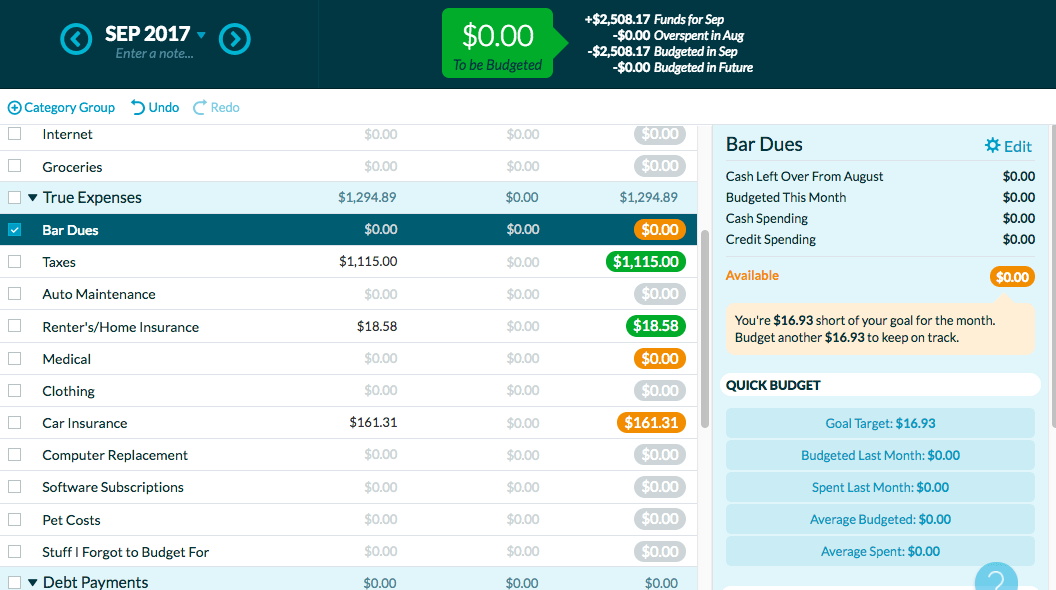 SEP 2017
Enter a note...
$0.00
To be Budgeted
+$2,508.17 Funds for Sep
-$0.00 Overspent in Aug
-$2,508.17 Budgeted in Sep
-$0.00 Budgeted in Future
Category Group Undo Redo
Internet $0.00 $0.00 $0.00
Groceries $0.00 $0.00 $0.00
True Expenses $1,294.89 $0.00 $1,294.89
Bar Dues $0.00 $0.00 $0.00
Taxes $1,115.00 $0.00 $1,115.00
Auto Maintenance $0.00 $0.00 $0.00
Renter's/Home Insurance $18.58 $0.00 $18.58
Medical $0.00 $0.00 $0.00
Clothing $0.00 $0.00 $0.00
Car Insurance $161.31 $0.00 $161.31
Computer Replacement $0.00 $0.00 $0.00
Software Subscriptions $0.00 $0.00 $0.00
Pet Costs $0.00 $0.00 $0.00
Stuff I Forgot to Budget For $0.00 $0.00 $0.00
Debt Payments $0.00 $0.00 $0.00
Bar Dues Edit
Cash Left Over From August $0.00
Budgeted This Month $0.00
Cash Spending $0.00
Credit Spending $0.00
Available $0.00
You're $16.93 short of your goal for the month.
Budget another $16.93 to keep on track.
QUICK BUDGET
Goal Target: $16.93
Budgeted Last Month: $0.00
Spent Last Month: $0.00
Average Budgeted: $0.00
Average Spent: $0.00
?